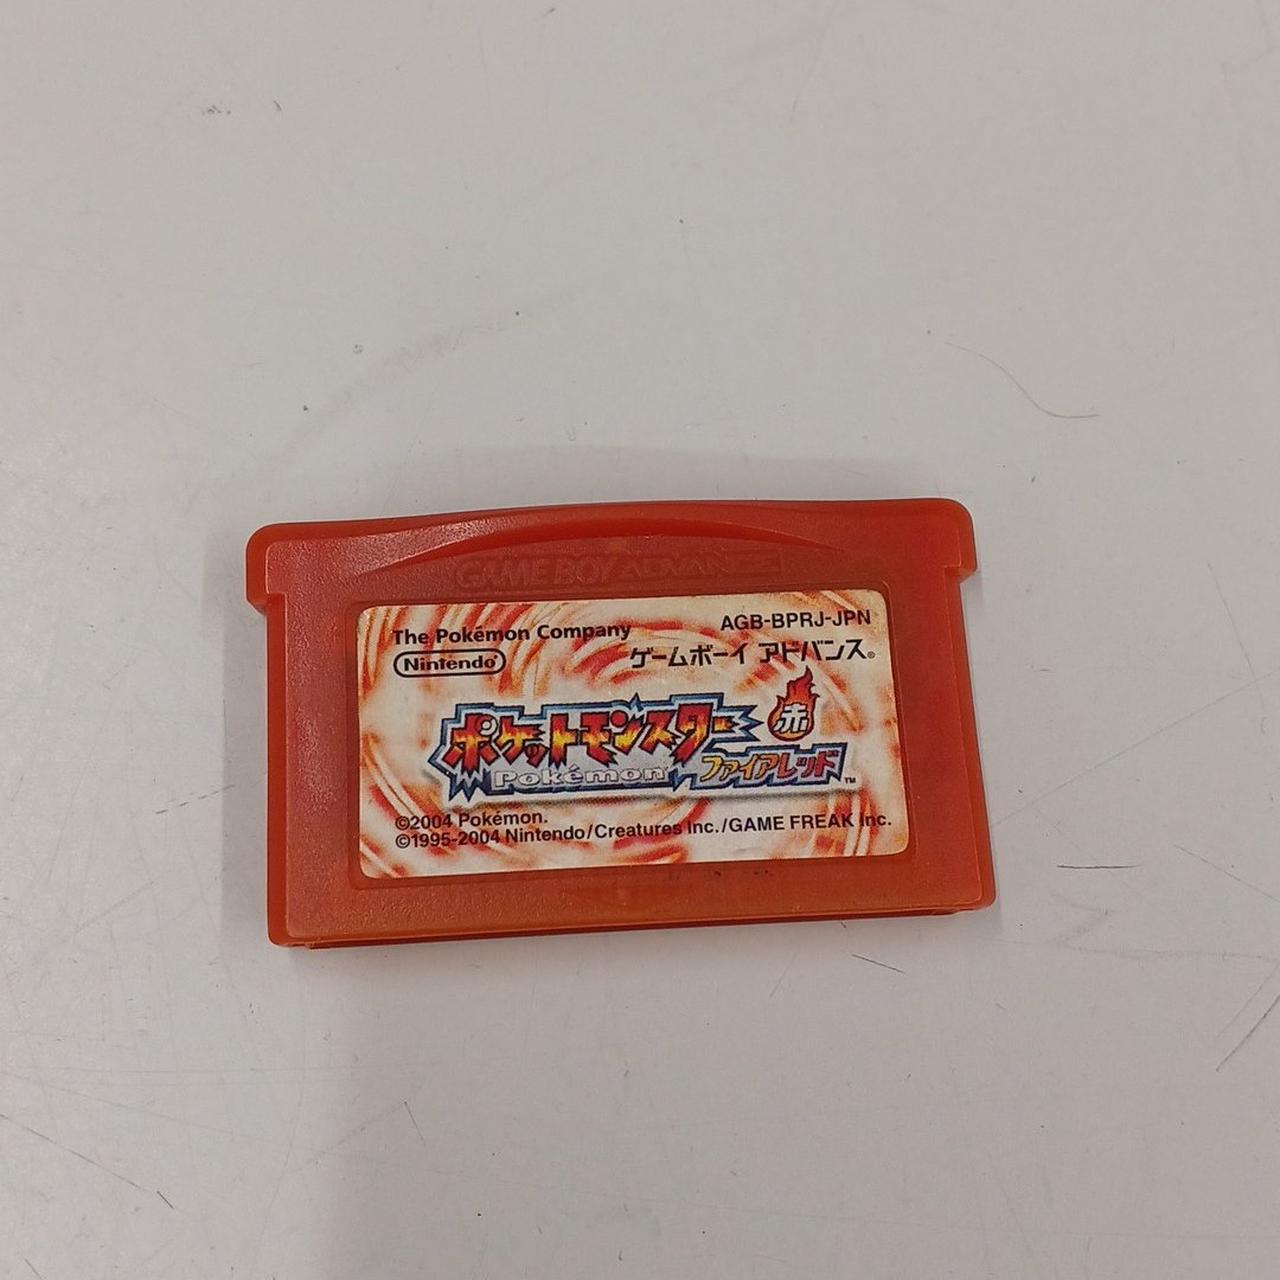 GAME BOY ADVANCE
The Pokémon Company
AGB-BPRJ-JPN
Nintendo®
ゲームボーイ アドバンス®
赤
ポケットモンスター
Pokémon
ファイアレッド™
©2004 Pokémon.
©1995-2004 Nintendo/Creatures Inc./GAME FREAK inc.